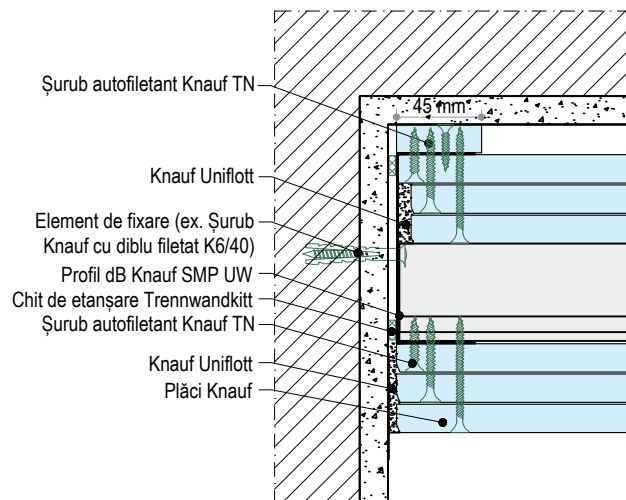 Șurub autofiletant Knauf TN
45 mm
Knauf Uniflott
Element de fixare (ex. Șurub
Knauf cu diblu filetat K6/40)
Profil dB Knauf SMP UW
Chit de etanșare Trennwandkitt
Șurub autofiletant Knauf TN
Knauf Uniflott
Plăci Knauf